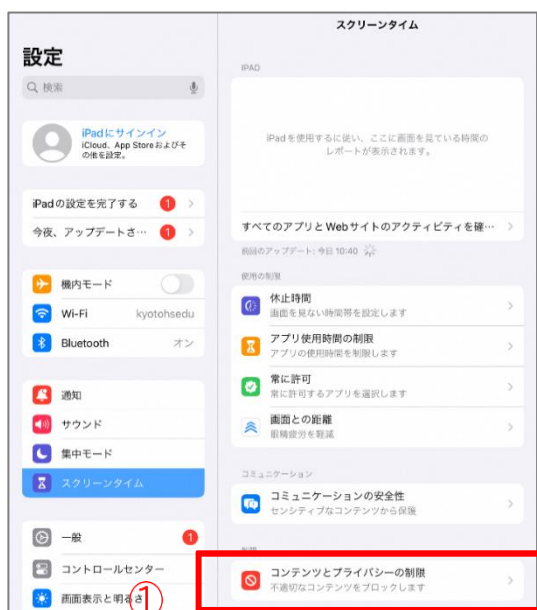 設定
検索
iPadにサインイン
iCloud、App Storeおよびそ
の他を設定。
iPadの設定を完了する 1
今夜、アップデートさ… 1
機内モード
Wi-Fi kyotohsedu
Bluetooth オン
通知
サウンド
集中モード
スクリーンタイム
一般 1
コントロールセンター
画面表示と明るさ
①
スクリーンタイム
IPAD
iPadを使用するに従い、ここに画面を見ている時間の
レポートが表示されます。
すべてのアプリとWebサイトのアクティビティを確…
前回のアップデート: 今日 10:40
使用の制限
休止時間
画面を見ない時間帯を設定します
アプリ使用時間の制限
アプリの使用時間を制限します
常に許可
常に許可するアプリを選択します
画面との距離
眼精疲労を軽減
コミュニケーション
コミュニケーションの安全性
センシティブなコンテンツから保護
コンテンツとプライバシーの制限
不適切なコンテンツをブロックします